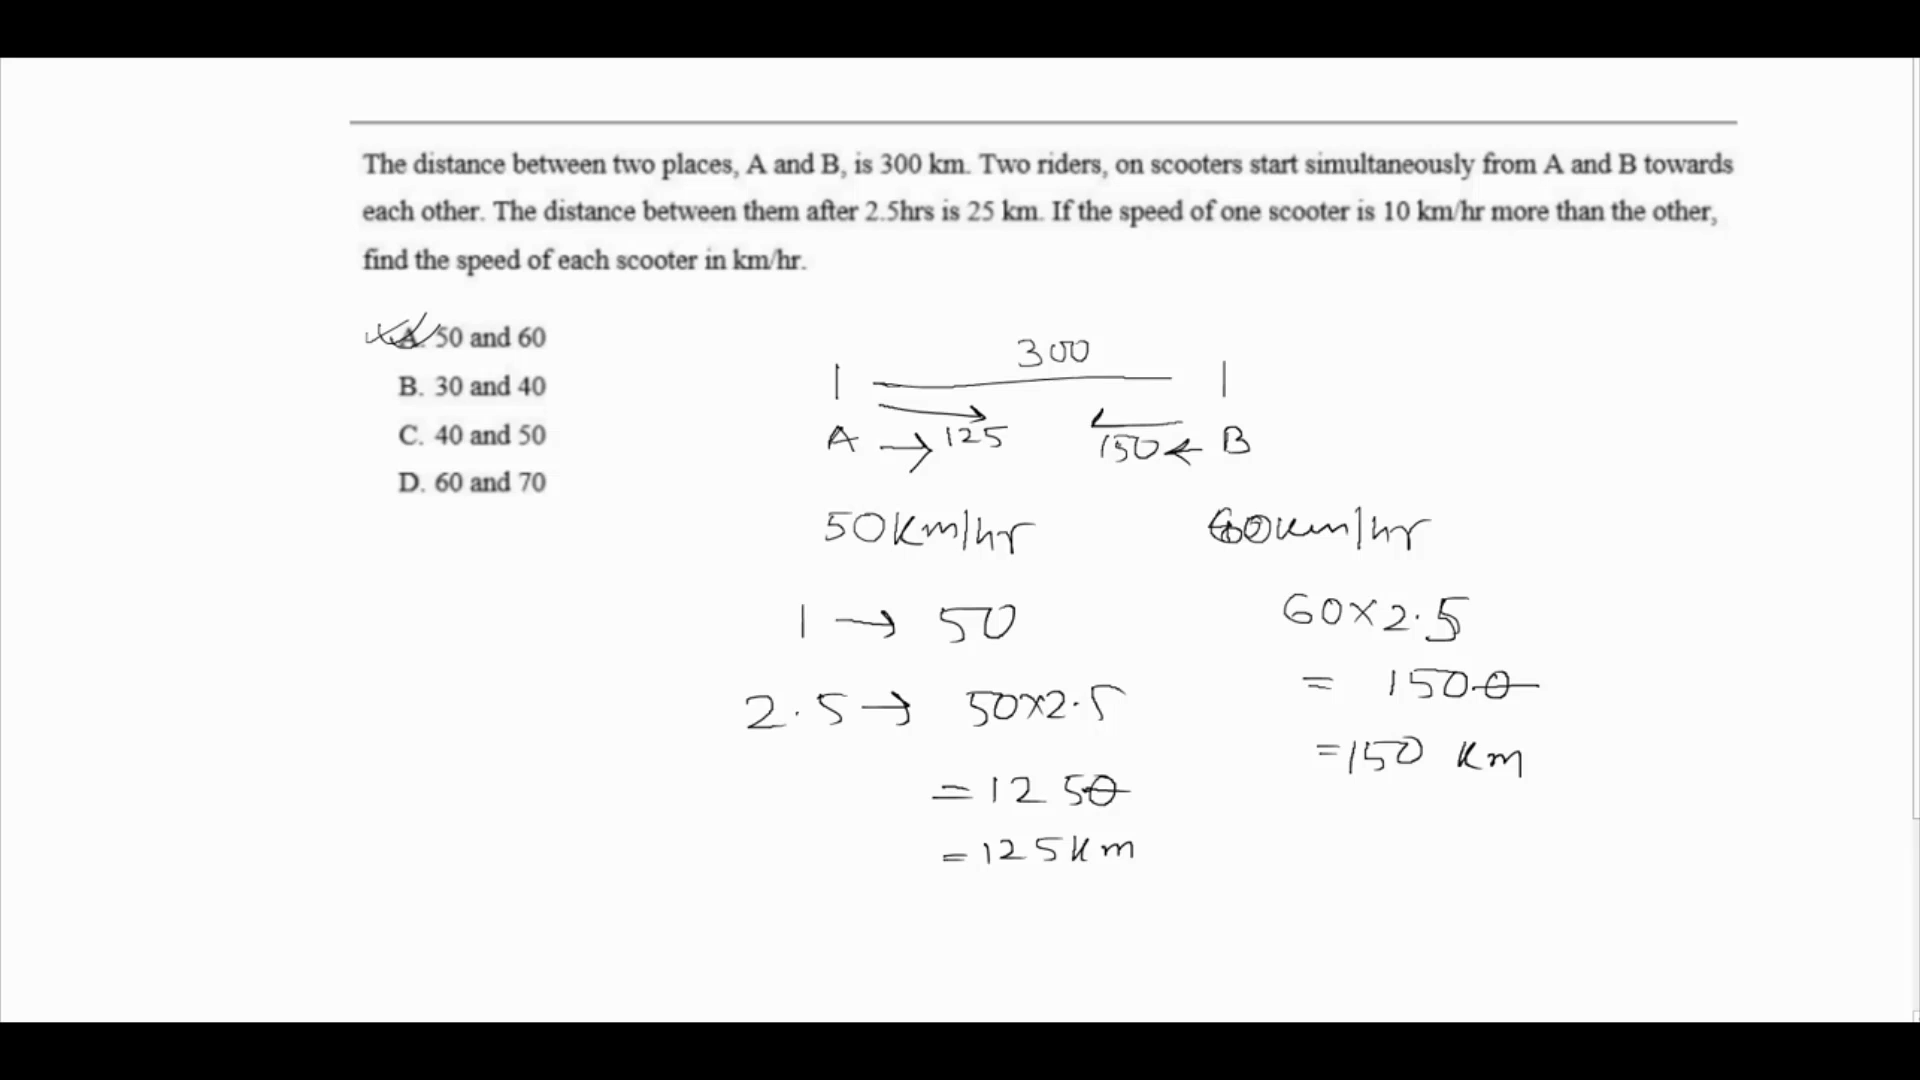 The distance between two places, A and B, is 300 km. Two riders, on scooters start simultaneously from A and B towards
each other. The distance between them after 2.5hrs is 25 km. If the speed of one scooter is 10 km/hr more than the other,
find the speed of each scooter in km/hr.
A. 50 and 60
B. 30 and 40
C. 40 and 50
D. 60 and 70
300
A → 125 150 ← B
50km/hr 60km/hr
1 → 50
60×2.5
2.5 → 50×2.5
= 1500
= 1250
=150 km
=125km